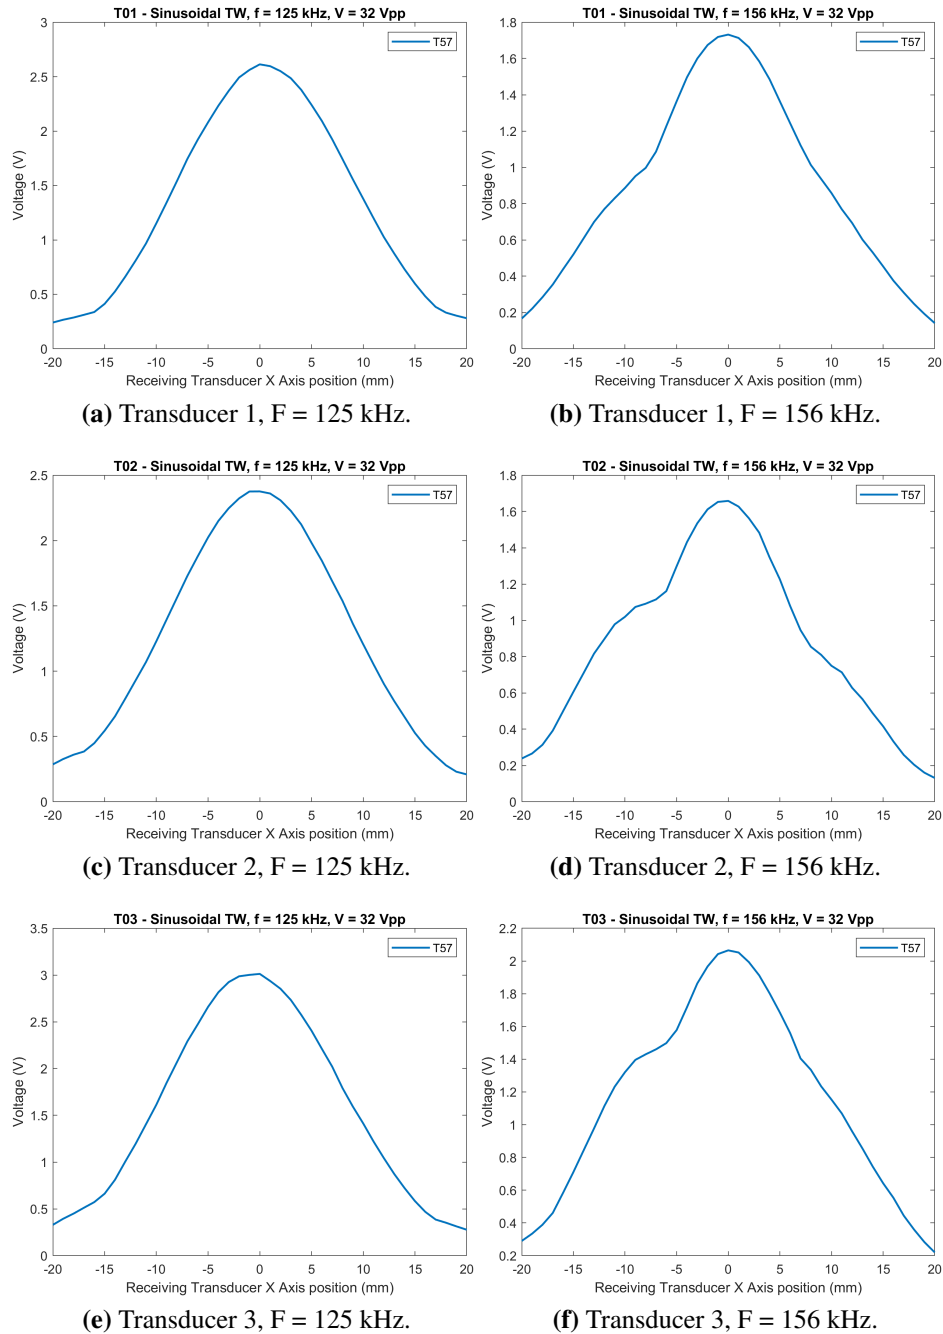 T01 - Sinusoidal TW, f = 125 kHz, V = 32 Vpp
T57
3
2.5
2
1.5
1
0.5
0
Voltage (V)
-20 -15 -10 -5 0 5 10 15 20
Receiving Transducer X Axis position (mm)
(a) Transducer 1, F = 125 kHz.
T01 - Sinusoidal TW, f = 156 kHz, V = 32 Vpp
T57
1.8
1.6
1.4
1.2
1
0.8
0.6
0.4
0.2
0
Voltage (V)
-20 -15 -10 -5 0 5 10 15 20
Receiving Transducer X Axis position (mm)
(b) Transducer 1, F = 156 kHz.
T02 - Sinusoidal TW, f = 125 kHz, V = 32 Vpp
T57
2.5
2
1.5
1
0.5
0
Voltage (V)
-20 -15 -10 -5 0 5 10 15 20
Receiving Transducer X Axis position (mm)
(c) Transducer 2, F = 125 kHz.
T02 - Sinusoidal TW, f = 156 kHz, V = 32 Vpp
T57
1.8
1.6
1.4
1.2
1
0.8
0.6
0.4
0.2
0
Voltage (V)
-20 -15 -10 -5 0 5 10 15 20
Receiving Transducer X Axis position (mm)
(d) Transducer 2, F = 156 kHz.
T03 - Sinusoidal TW, f = 125 kHz, V = 32 Vpp
T57
3.5
3
2.5
2
1.5
1
0.5
0
Voltage (V)
-20 -15 -10 -5 0 5 10 15 20
Receiving Transducer X Axis position (mm)
(e) Transducer 3, F = 125 kHz.
T03 - Sinusoidal TW, f = 156 kHz, V = 32 Vpp
T57
2.2
2
1.8
1.6
1.4
1.2
1
0.8
0.6
0.4
0.2
Voltage (V)
-20 -15 -10 -5 0 5 10 15 20
Receiving Transducer X Axis position (mm)
(f) Transducer 3, F = 156 kHz.